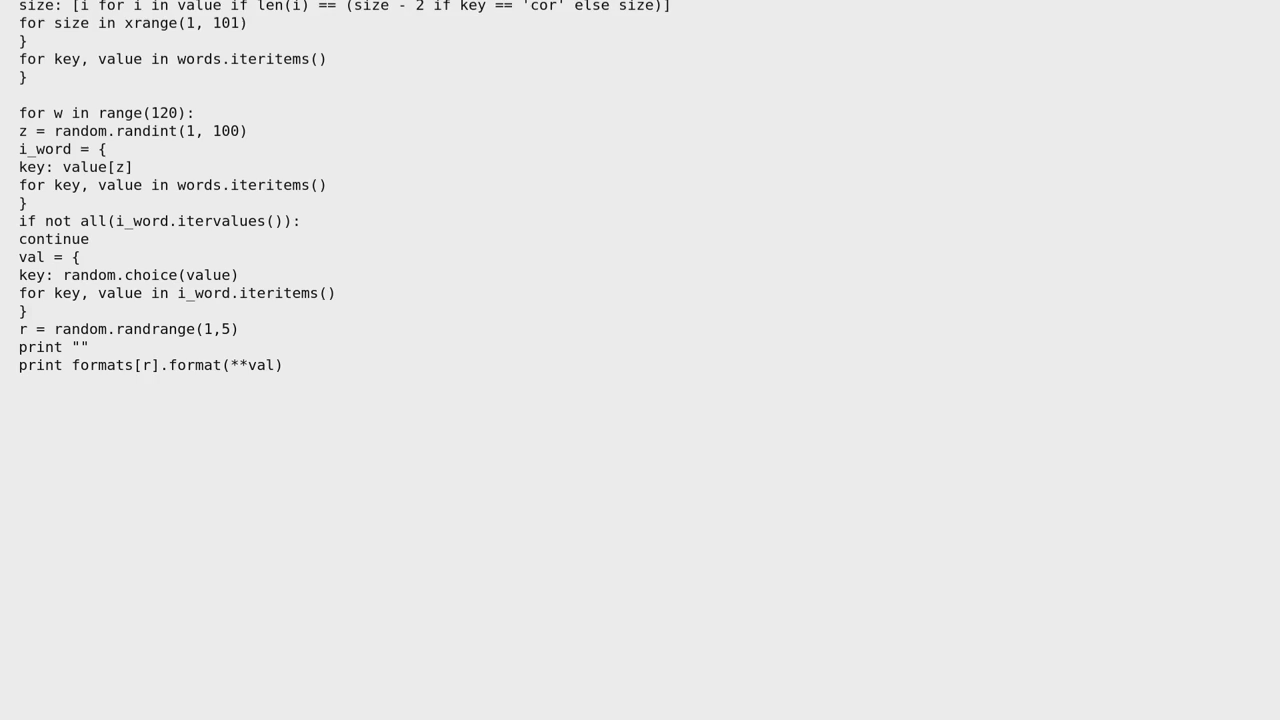 size: [i for i in value if len(i) == (size - 2 if key == 'cor' else size)]
for size in xrange(1, 101)
}
for key, value in words.iteritems()
}

for w in range(120):
z = random.randint(1, 100)
i_word = {
key: value[z]
for key, value in words.iteritems()
}
if not all(i_word.itervalues()):
continue
val = {
key: random.choice(value)
for key, value in i_word.iteritems()
}
r = random.randrange(1,5)
print ""
print formats[r].format(**val)